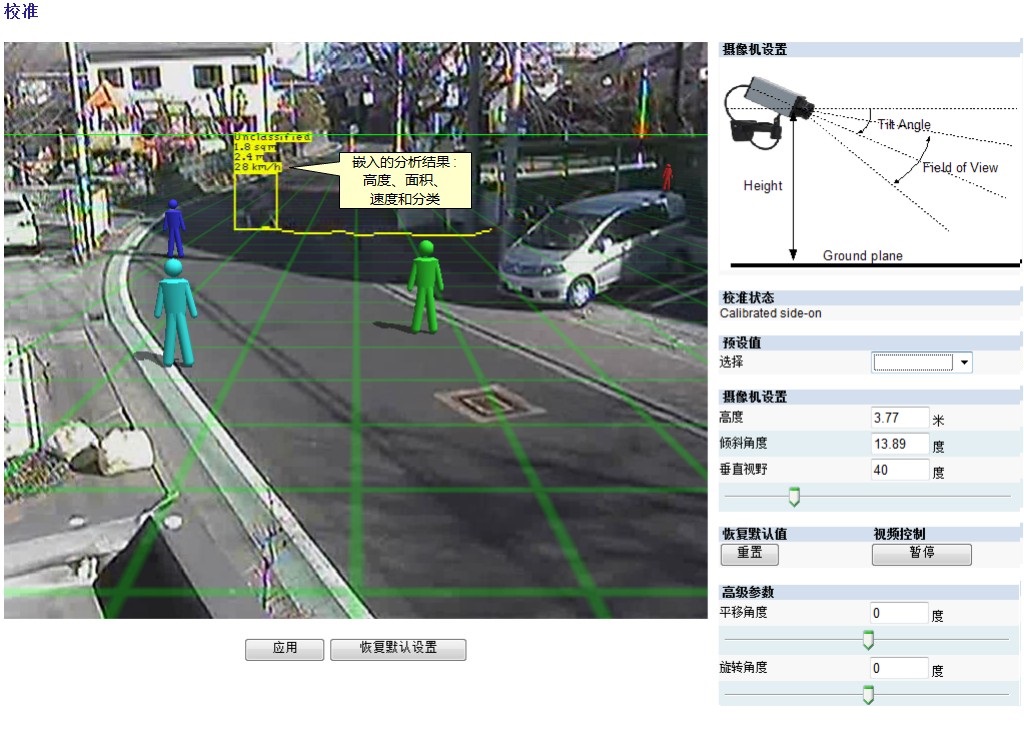 校准
Unclassified
1.8 sqm
2.4 m
28 km/h
嵌入的分析结果：
高度、面积、
速度和分类
应用
恢复默认设置
摄像机设置
Tilt Angle
Field of View
Height
Ground plane
校准状态
Calibrated side-on
预设值
选择
摄像机设置
高度 3.77 米
倾斜角度 13.89 度
垂直视野 40 度
恢复默认值 视频控制
重置 暂停
高级参数
平移角度 0 度
旋转角度 0 度